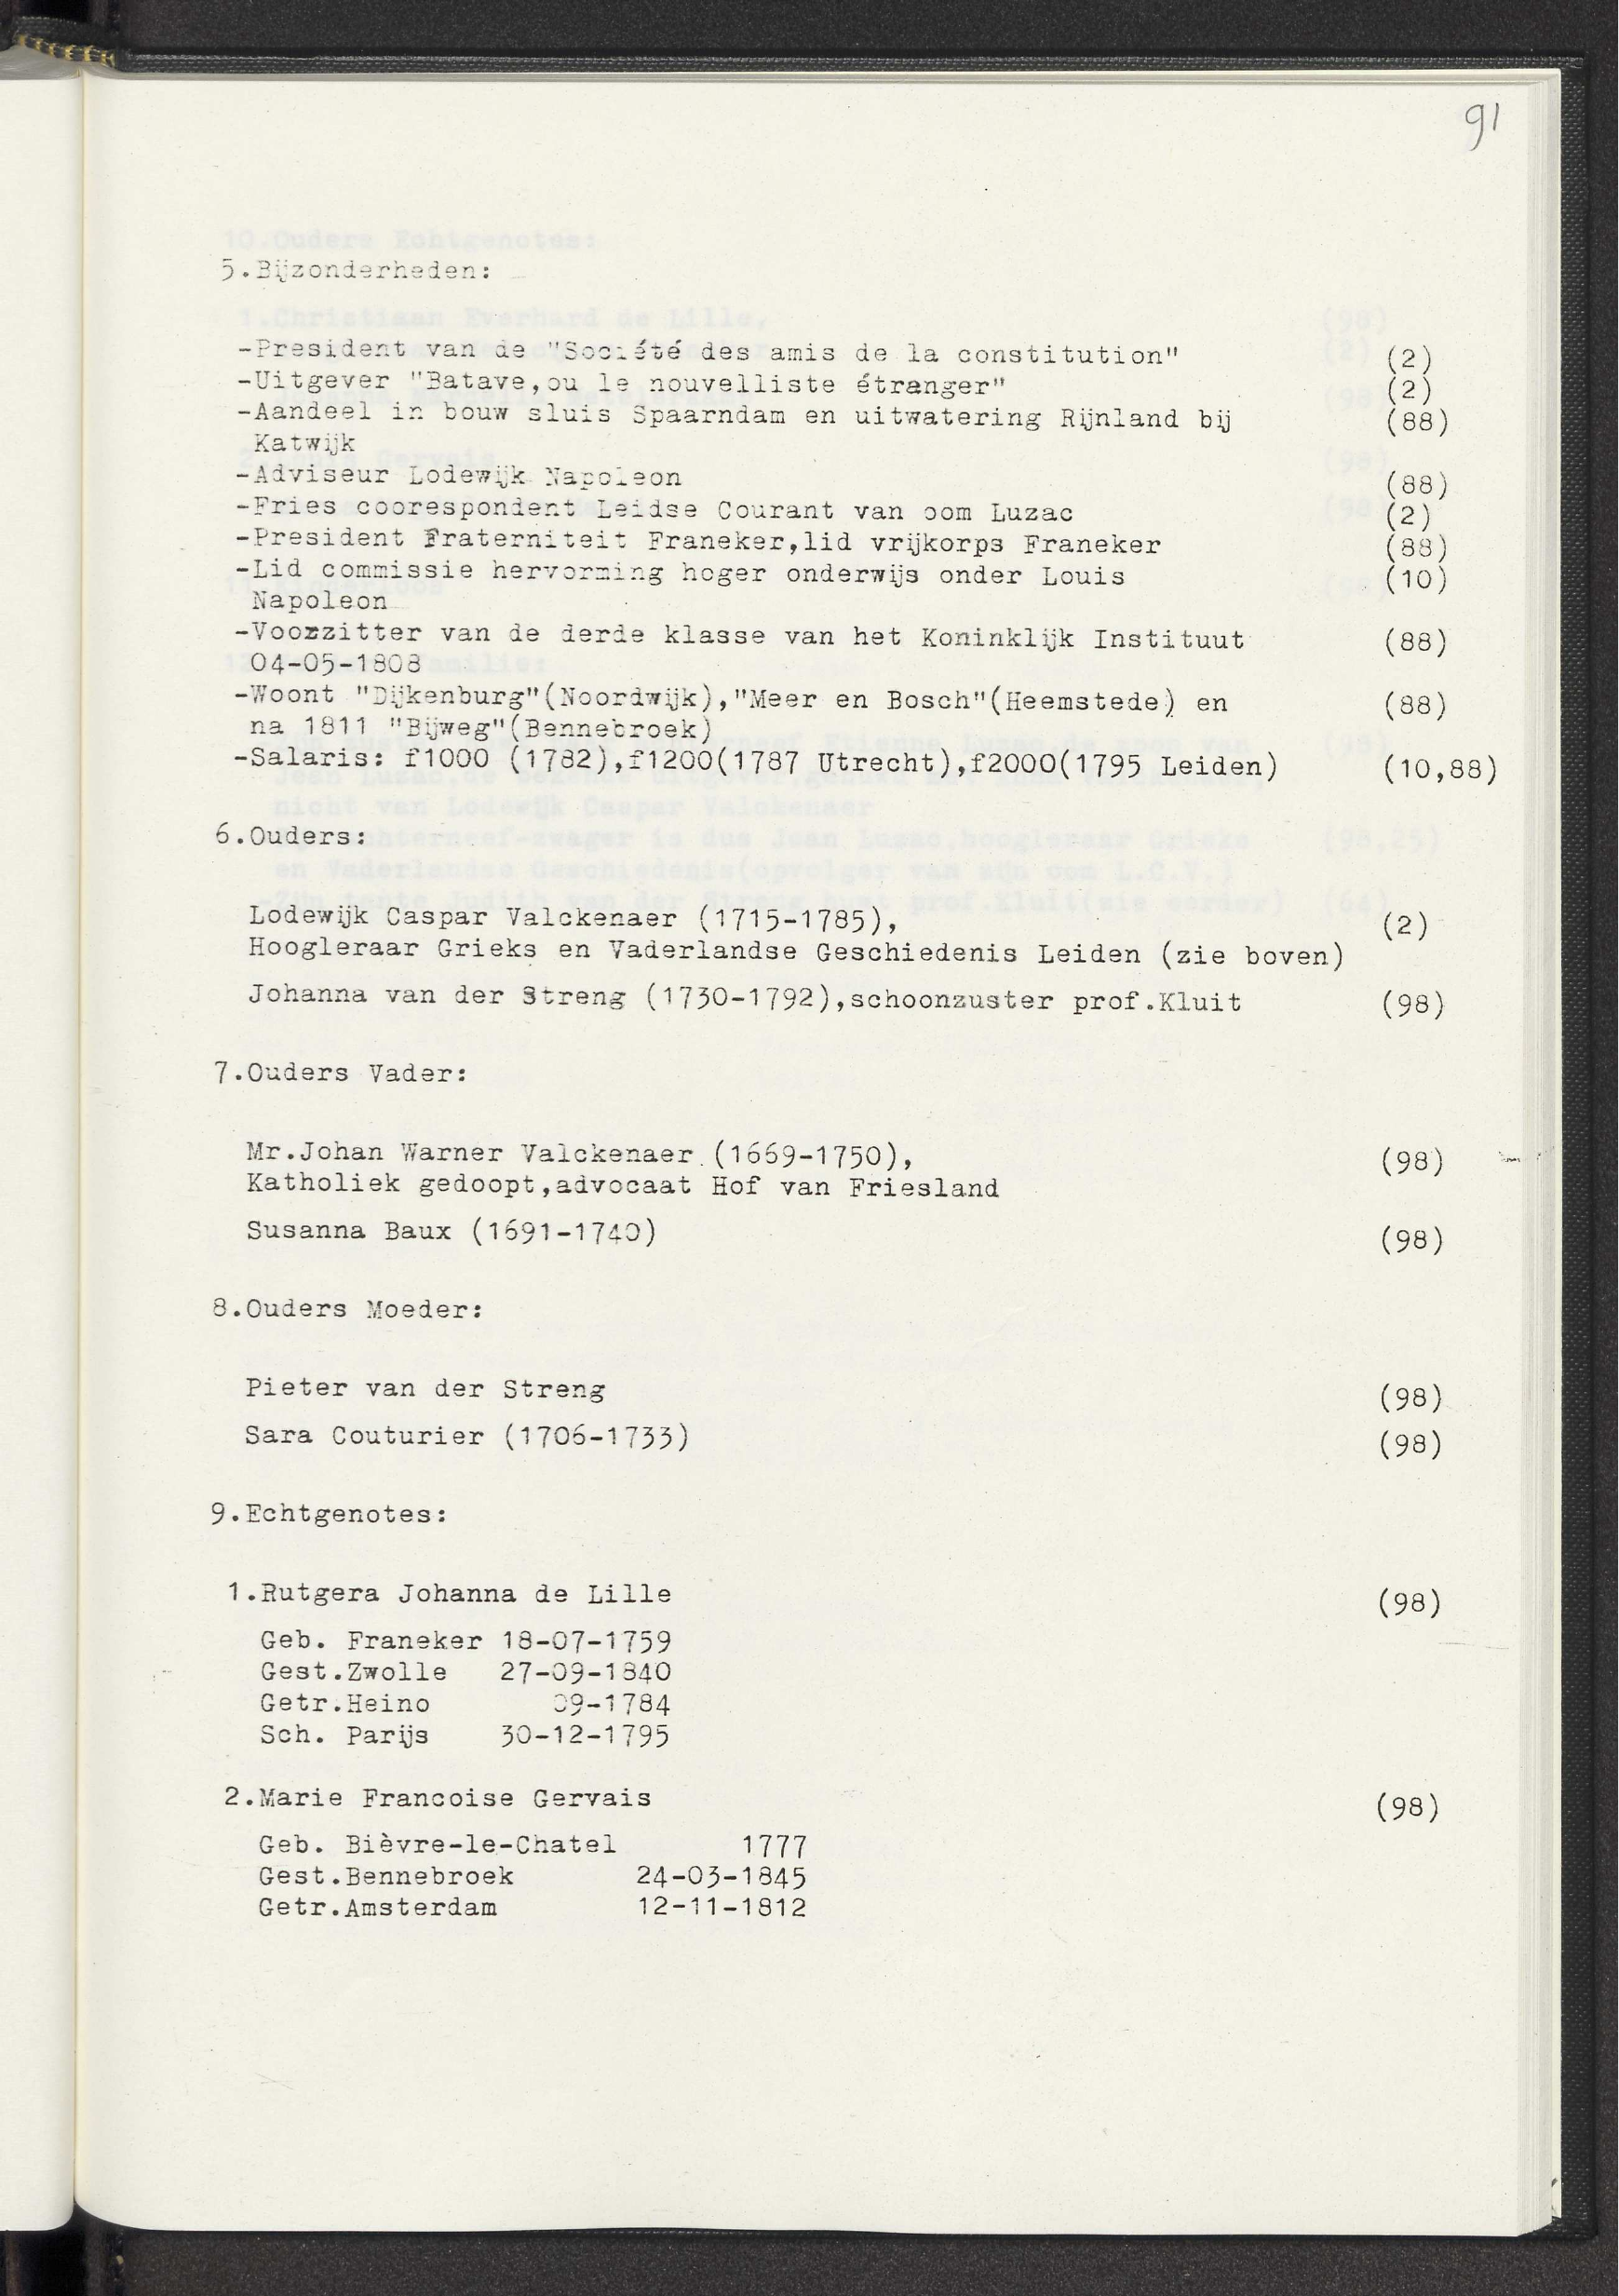 91
5.Bijzonderheden:
-President van de "Société des amis de la constitution" (2)
-Uitgever "Batave,ou le nouvelliste étranger" (2)
-Aandeel in bouw sluis Spaarndam en uitwatering Rijnland bij (88)
Katwijk
-Adviseur Lodewijk Napoleon (88)
-Fries coorespondent Leidse Courant van oom Luzac (2)
-President Fraterniteit Franeker,lid vrijkorps Franeker (88)
-Lid commissie hervorming hoger onderwijs onder Louis (10)
Napoleon
-Voorzitter van de derde klasse van het Koninklijk Instituut (88)
04-05-1808
-Woont "Dijkenburg"(Noordwijk),"Meer en Bosch"(Heemstede) en (88)
na 1811 "Bijweg"(Bennebroek)
-Salaris: f1000 (1782),f1200(1787 Utrecht),f2000(1795 Leiden) (10,88)
6.Ouders:
Lodewijk Caspar Valckenaer (1715-1785), (2)
Hoogleraar Grieks en Vaderlandse Geschiedenis Leiden (zie boven)
Johanna van der Streng (1730-1792),schoonzuster prof.Kluit (98)
7.Ouders Vader:
Mr.Johan Warner Valckenaer (1669-1750), (98)
Katholiek gedoopt,advocaat Hof van Friesland
Susanna Baux (1691-1740) (98)
8.Ouders Moeder:
Pieter van der Streng (98)
Sara Couturier (1706-1733) (98)
9.Echtgenotes:
1.Rutgera Johanna de Lille (98)
Geb. Franeker 18-07-1759
Gest.Zwolle 27-09-1840
Getr.Heino 09-1784
Sch. Parijs 30-12-1795
2.Marie Francoise Gervais (98)
Geb. Bièvre-le-Chatel 1777
Gest.Bennebroek 24-03-1845
Getr.Amsterdam 12-11-1812